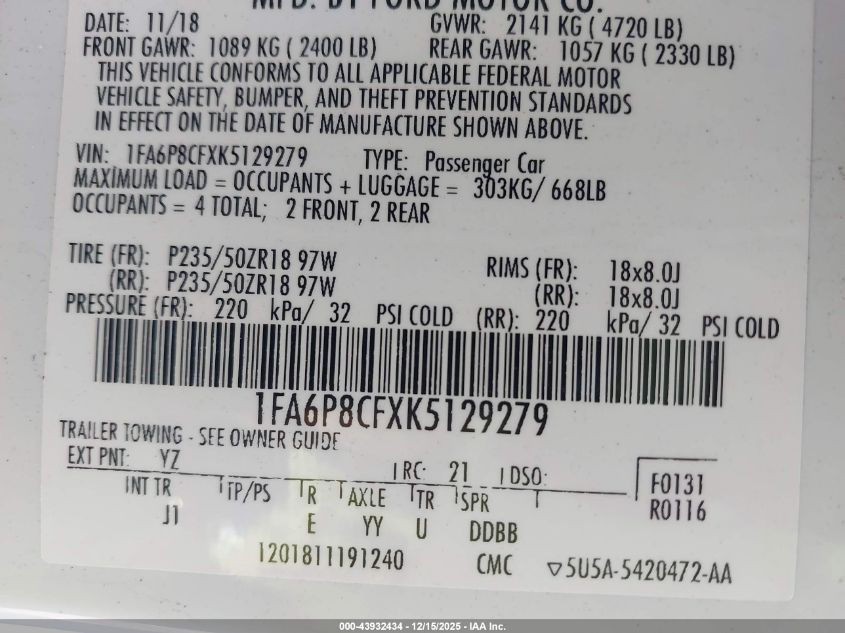 MFD. BY FORD MOTOR CO.
DATE: 11/18 GVWR: 2141 KG ( 4720 LB)
FRONT GAWR: 1089 KG ( 2400 LB) REAR GAWR: 1057 KG ( 2330 LB)
THIS VEHICLE CONFORMS TO ALL APPLICABLE FEDERAL MOTOR
VEHICLE SAFETY, BUMPER, AND THEFT PREVENTION STANDARDS
IN EFFECT ON THE DATE OF MANUFACTURE SHOWN ABOVE.
VIN: 1FA6P8CFXK5129279 TYPE: Passenger Car
MAXIMUM LOAD = OCCUPANTS + LUGGAGE = 303KG/ 668LB
OCCUPANTS = 4 TOTAL; 2 FRONT, 2 REAR
TIRE (FR): P235/50ZR18 97W RIMS (FR): 18x8.0J
(RR): P235/50ZR18 97W (RR): 18x8.0J
PRESSURE (FR): 220 kPa/ 32 PSI COLD (RR): 220 kPa/ 32 PSI COLD
1FA6P8CFXK5129279
TRAILER TOWING - SEE OWNER GUIDE
EXT PNT: YZ RC: 21 DSO: F0131
INT TR TP/PS R AXLE TR SPR R0116
J1 E YY U DDBB
1201811191240 CMC ▽5U5A-5420472-AA
000-43932434 - 12/15/2025 - IAA Inc.